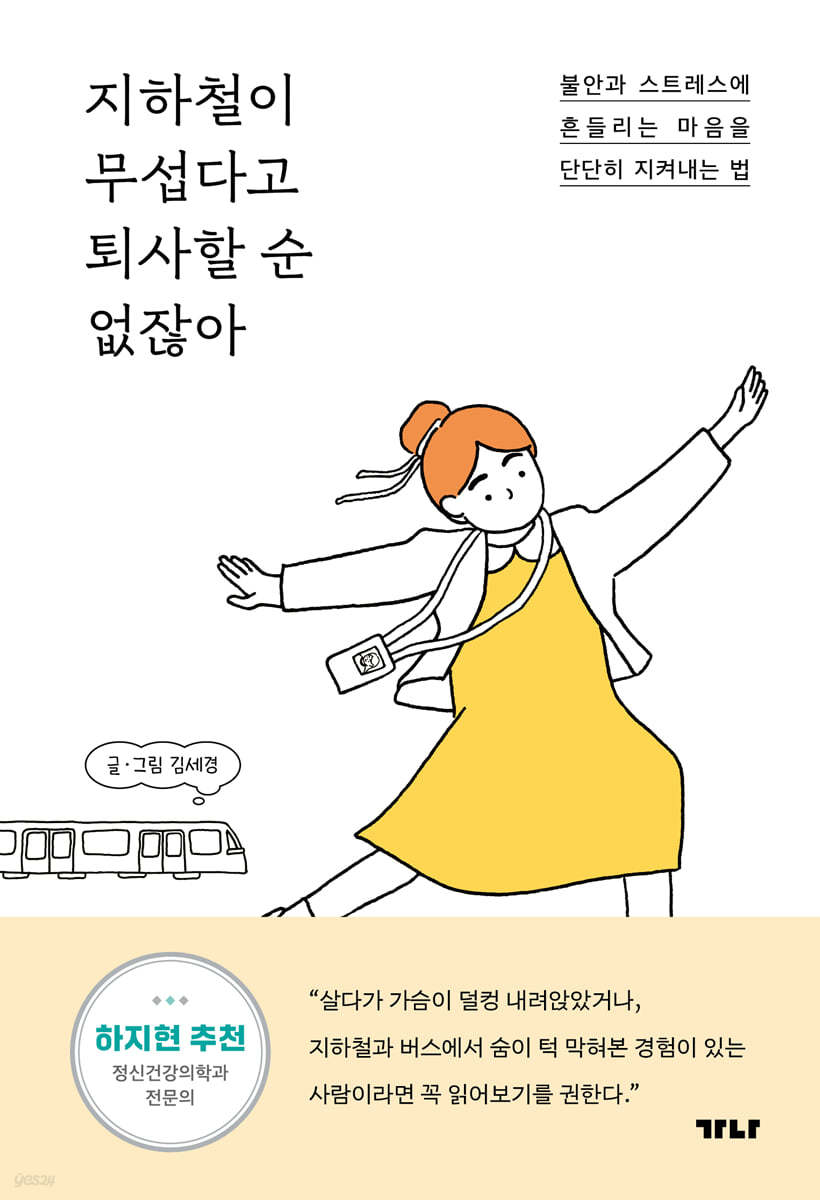 지하철이
무섭다고
퇴사할 순
없잖아
불안과 스트레스에
흔들리는 마음을
단단히 지켜내는 법
글·그림 김세경
하지현 추천
정신건강의학과
전문의
“살다가 가슴이 덜컹 내려앉았거나,
지하철과 버스에서 숨이 턱 막혀본 경험이 있는
사람이라면 꼭 읽어보기를 권한다.”
가나
yes24